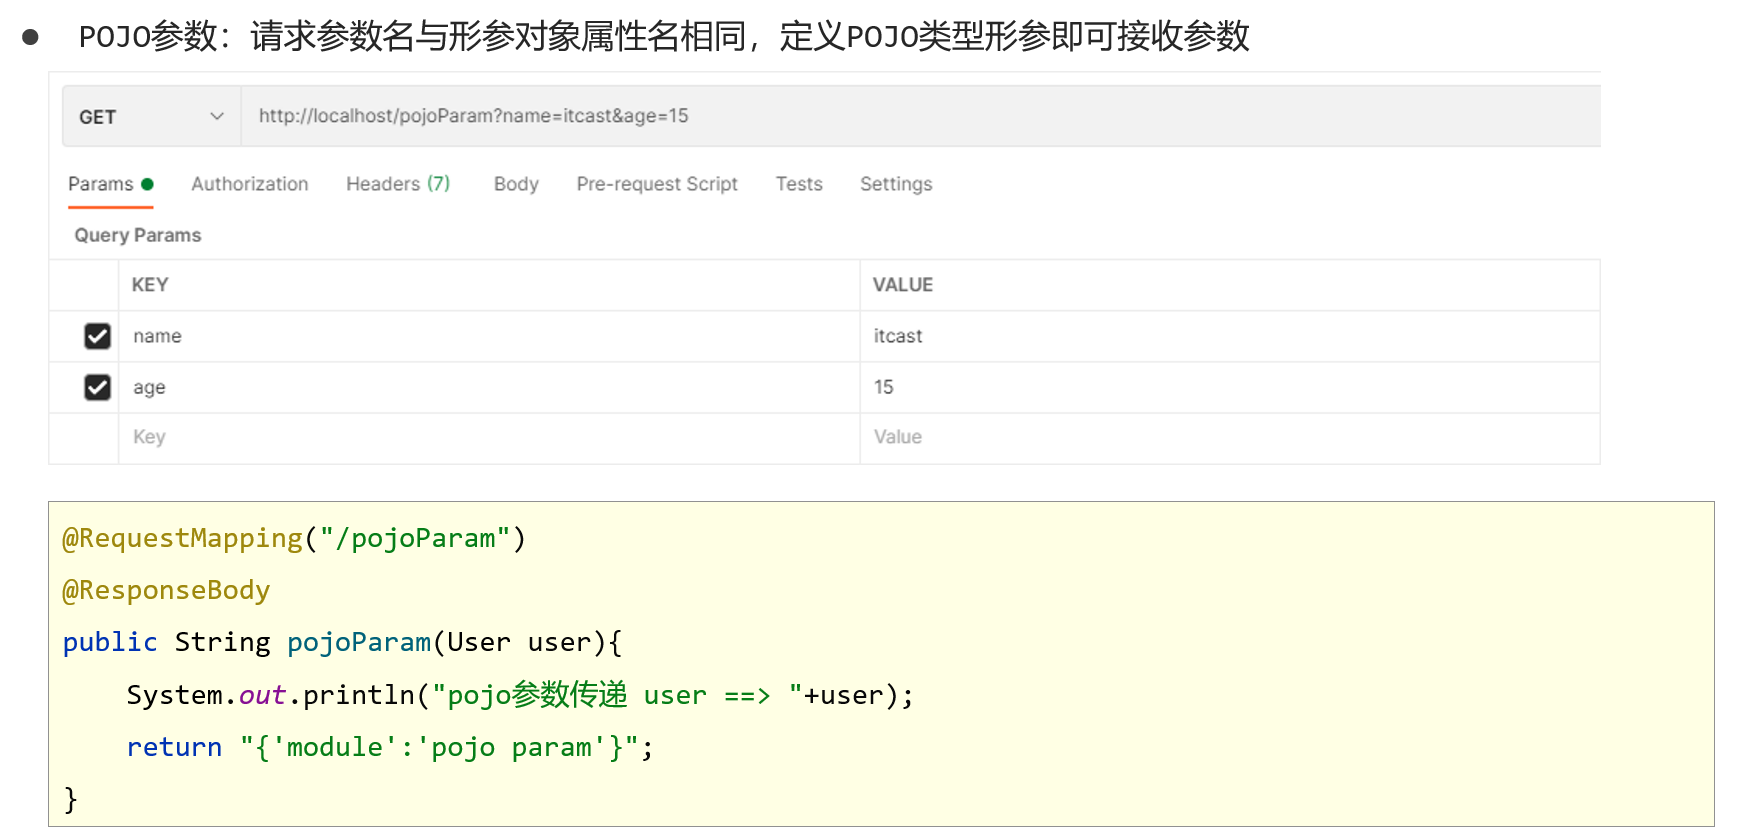 ● POJO参数：请求参数名与形参对象属性名相同，定义POJO类型形参即可接收参数
GET http://localhost/pojoParam?name=itcast&age=15
Params Authorization Headers (7) Body Pre-request Script Tests Settings
Query Params
KEY VALUE
name itcast
age 15
Key Value
@RequestMapping("/pojoParam")
@ResponseBody
public String pojoParam(User user){
    System.out.println("pojo参数传递 user ==> "+user);
    return "{'module':'pojo param'}";
}